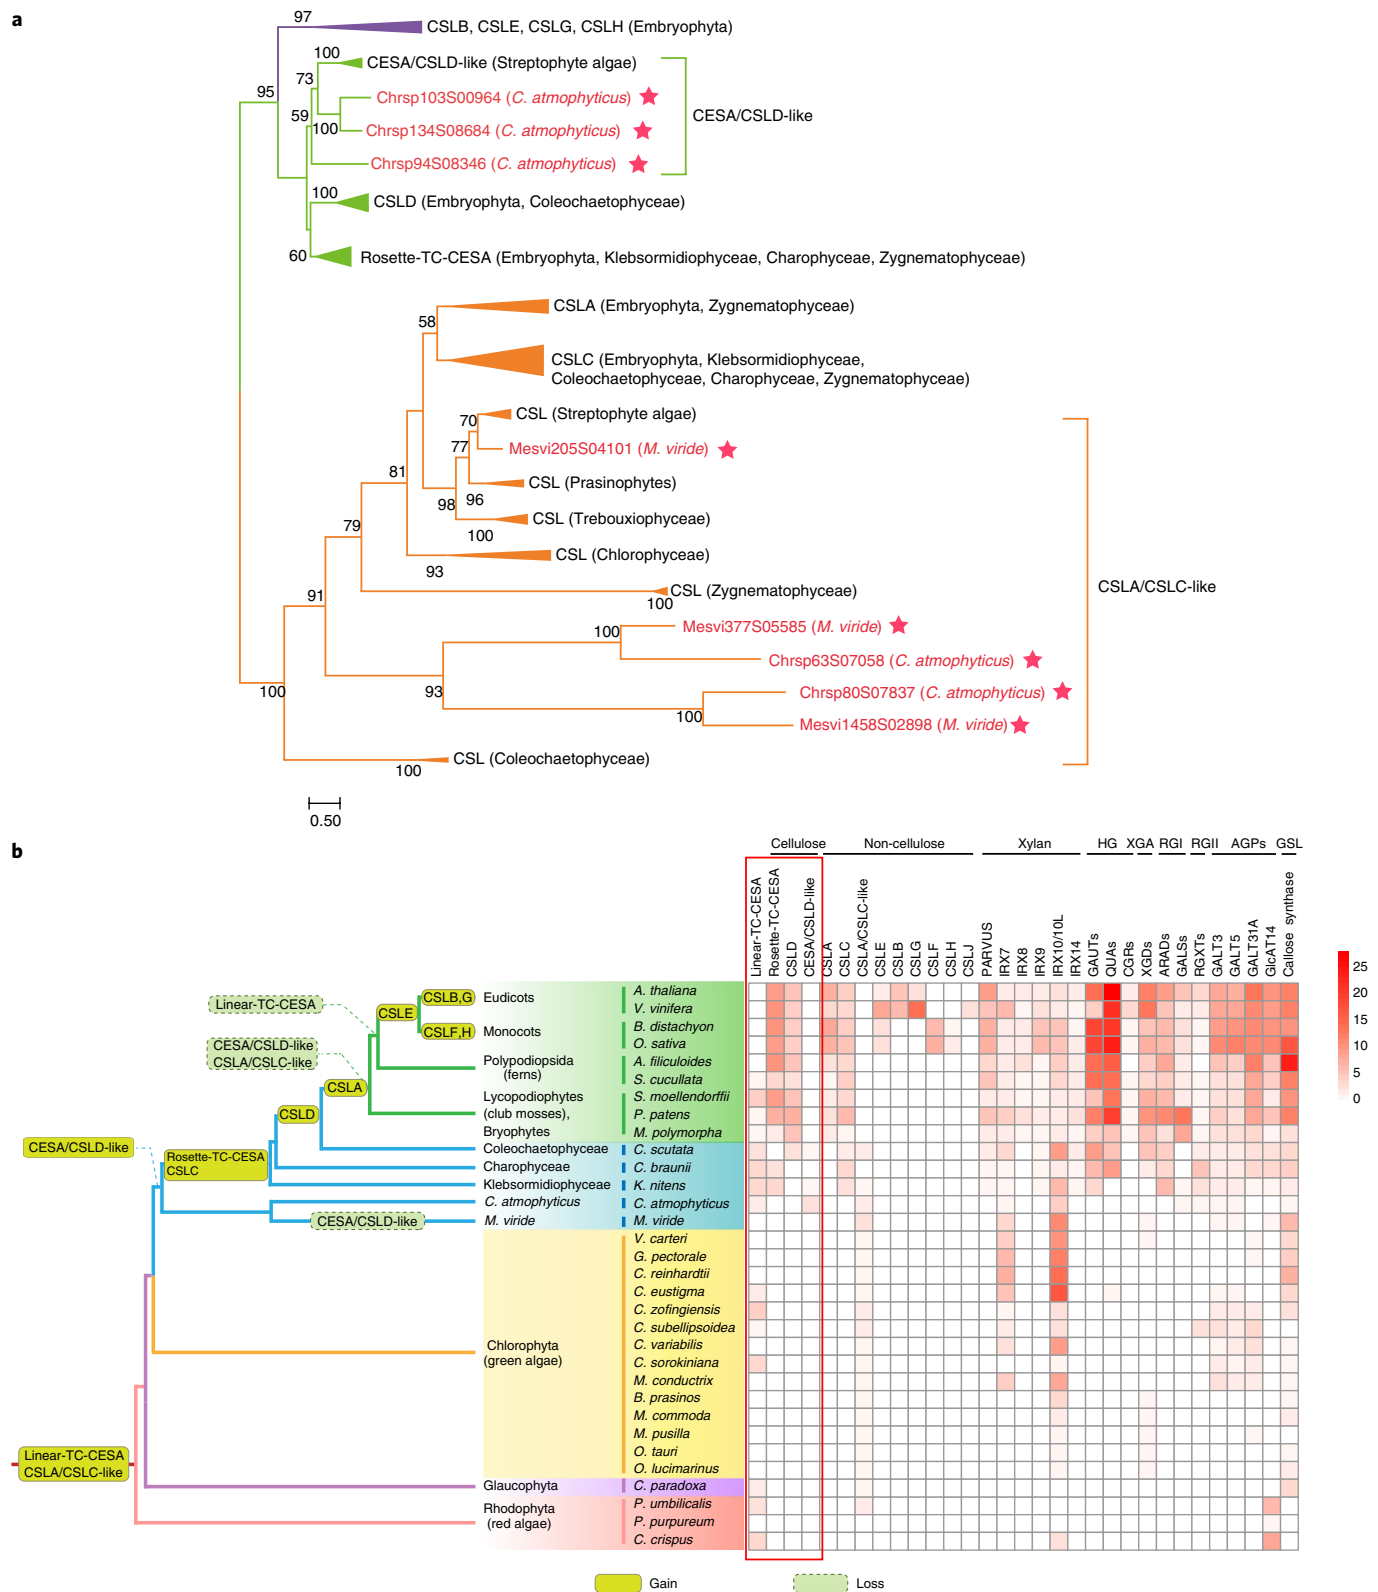 a
97
CSLB, CSLE, CSLG, CSLH (Embryophyta)
100
CESA/CSLD-like (Streptophyte algae)
73
95
Chrsp103S00964 (C. atmophyticus)
59
100
Chrsp134S08684 (C. atmophyticus)
CESA/CSLD-like
Chrsp94S08346 (C. atmophyticus)
100
CSLD (Embryophyta, Coleochaetophyceae)
60
Rosette-TC-CESA (Embryophyta, Klebsormidiophyceae, Charophyceae, Zygnematophyceae)
CSLA (Embryophyta, Zygnematophyceae)
58
CSLC (Embryophyta, Klebsormidiophyceae,
Coleochaetophyceae, Charophyceae, Zygnematophyceae)
70
CSL (Streptophyte algae)
77
Mesvi205S04101 (M. viride)
81
CSL (Prasinophytes)
98
96
CSL (Trebouxiophyceae)
79
100
CSL (Chlorophyceae)
93
CSL (Zygnematophyceae)
100
CSLA/CSLC-like
91
100
Mesvi377S05585 (M. viride)
Chrsp63S07058 (C. atmophyticus)
100
93
Chrsp80S07837 (C. atmophyticus)
100
Mesvi1458S02898 (M. viride)
CSL (Coleochaetophyceae)
100
0.50
b
Cellulose
Non-cellulose
Xylan
HG
XGA
RGI
RGII
AGPs
GSL
Linear-TC-CESA
Rosette-TC-CESA
CSLD
CESA/CSLD-like
CSLA
CSLC
CSLA/CSLC-like
CSLE
CSLB
CSLG
CSLF
CSLH
CSLJ
PARVUS
IRX7
IRX8
IRX9
IRX10/10L
IRX14
GAUTs
QUAs
CGRs
XGDs
ARADs
GALSs
RGXTs
GALT3
GALT5
GALT31A
GlcAT14
Callose synthase
25
20
15
10
5
0
Linear-TC-CESA
CESA/CSLD-like
CSLA/CSLC-like
CSLE
CSLB,G
CSLF,H
CSLA
CSLD
CESA/CSLD-like
Rosette-TC-CESA
CSLC
CESA/CSLD-like
Linear-TC-CESA
CSLA/CSLC-like
Eudicots
Monocots
Polypodiopsida
(ferns)
Lycopodiophytes
(club mosses),
Bryophytes
Coleochaetophyceae
Charophyceae
Klebsormidiophyceae
C. atmophyticus
M. viride
Chlorophyta
(green algae)
Glaucophyta
Rhodophyta
(red algae)
A. thaliana
V. vinifera
B. distachyon
O. sativa
A. filiculoides
S. cucullata
S. moellendorffii
P. patens
M. polymorpha
C. scutata
C. braunii
K. nitens
C. atmophyticus
M. viride
V. carteri
G. pectorale
C. reinhardtii
C. eustigma
C. zofingiensis
C. subellipsoidea
C. variabilis
C. sorokiniana
M. conductrix
B. prasinos
M. commoda
M. pusilla
O. tauri
O. lucimarinus
C. paradoxa
P. umbilicalis
P. purpureum
C. crispus
Gain
Loss